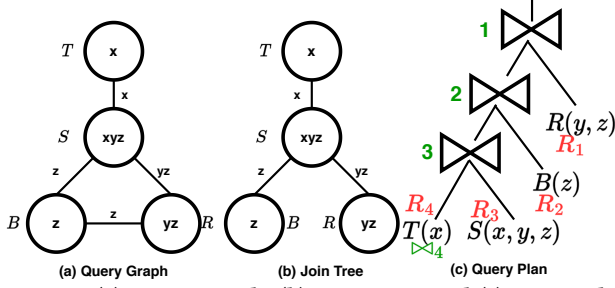 T x
x
S xyz
z yz
B z z yz R
(a) Query Graph
T x
x
S xyz
z yz
z B R yz
(b) Join Tree
1
2
R(y, z)
R₁
3
B(z)
R₂
R₄ R₃
T(x) S(x, y, z)
⋈₄
(c) Query Plan